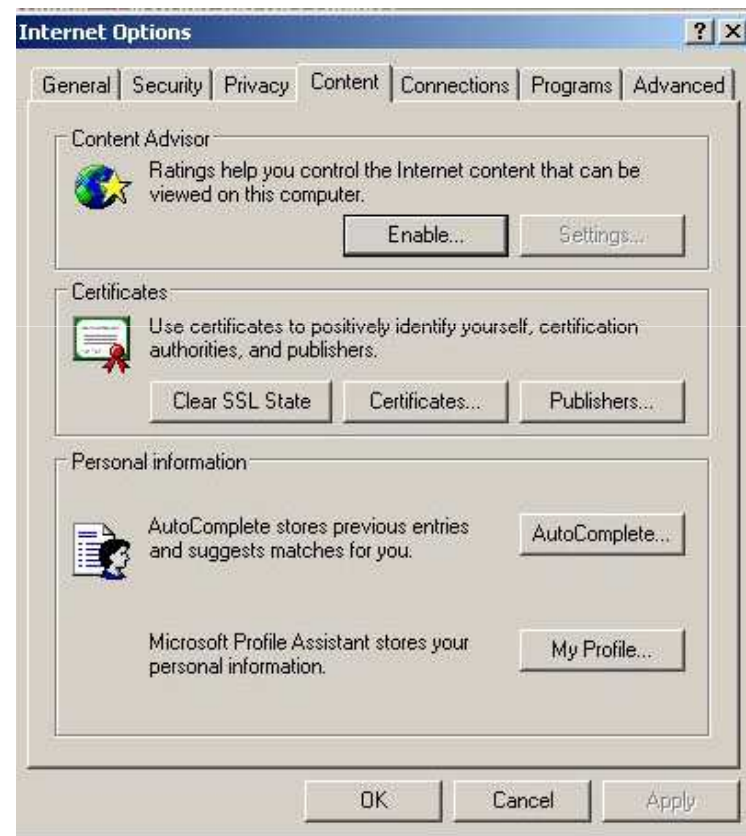 Internet Options
General Security Privacy Content Connections Programs Advanced
Content Advisor
Ratings help you control the Internet content that can be
viewed on this computer.
Enable... Settings...
Certificates
Use certificates to positively identify yourself, certification
authorities, and publishers.
Clear SSL State Certificates... Publishers...
Personal information
AutoComplete stores previous entries
and suggests matches for you.
AutoComplete...
Microsoft Profile Assistant stores your
personal information.
My Profile...
OK Cancel Apply